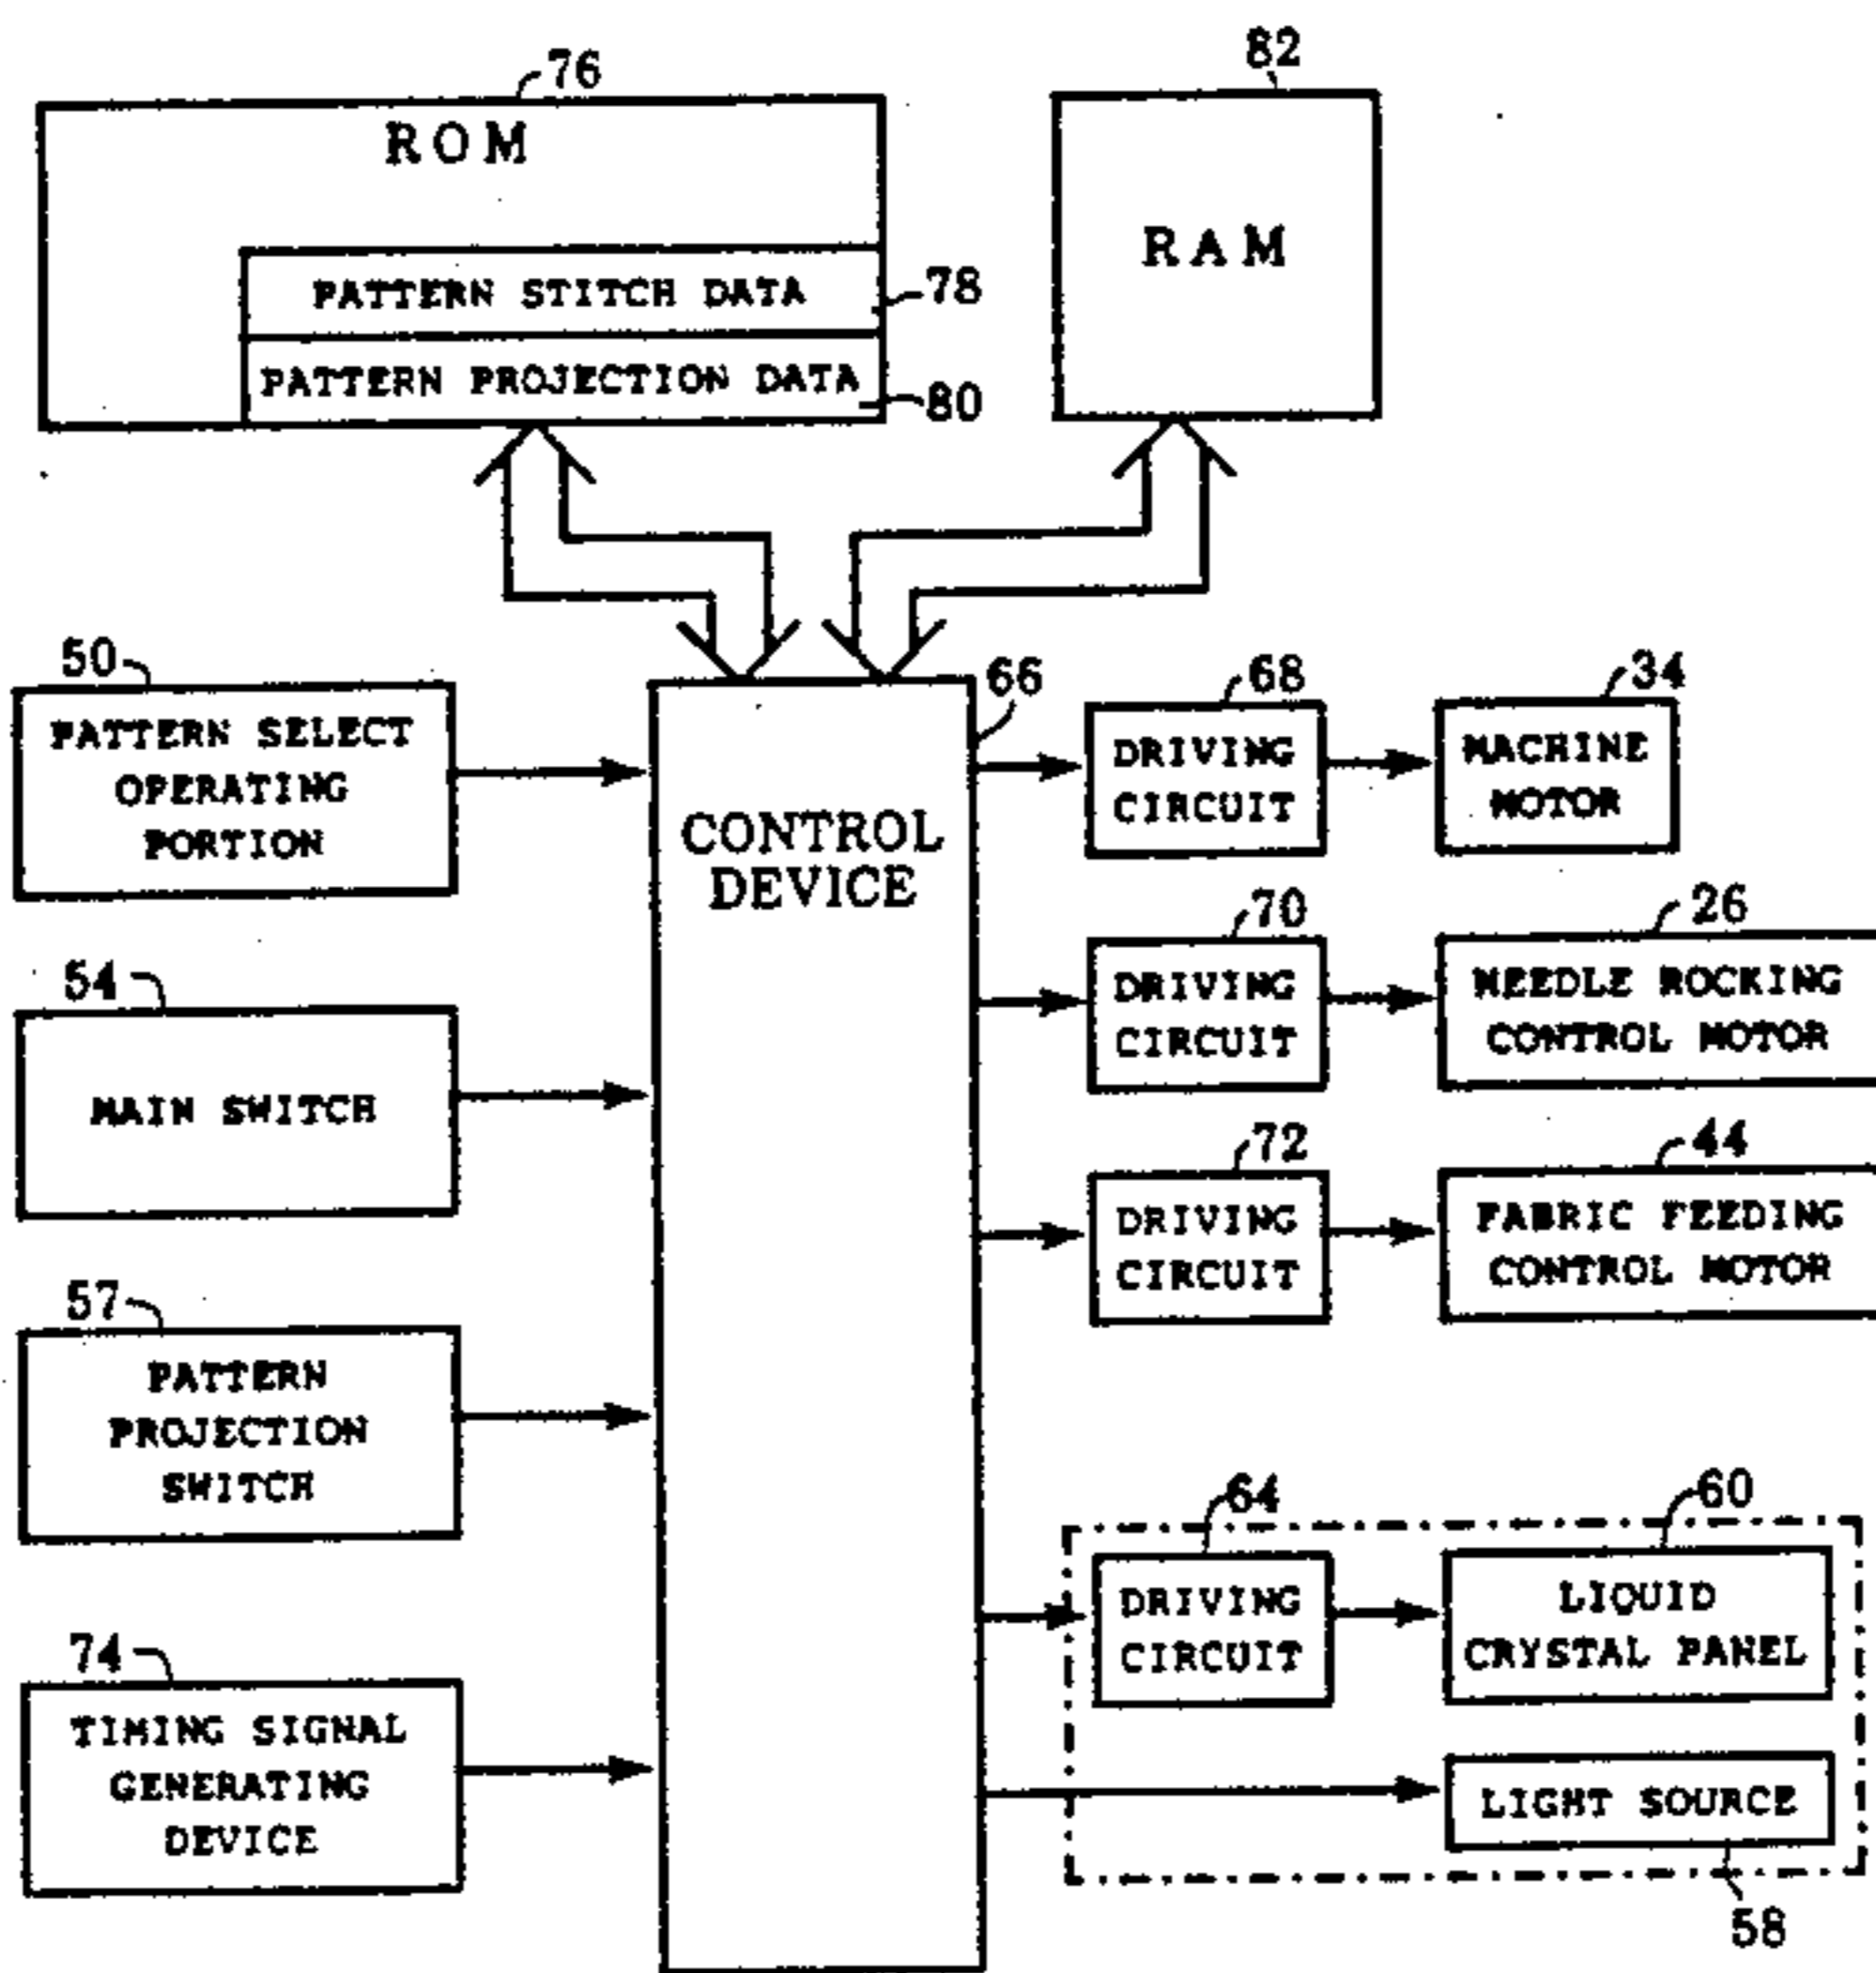 76
82
ROM
RAM
PATTERN STITCH DATA
78
PATTERN PROJECTION DATA
80
50
PATTERN SELECT
OPERATING
PORTION
66
CONTROL
DEVICE
68
DRIVING
CIRCUIT
34
MACHINE
MOTOR
54
MAIN SWITCH
70
DRIVING
CIRCUIT
26
NEEDLE ROCKING
CONTROL MOTOR
72
DRIVING
CIRCUIT
44
FABRIC FEEDING
CONTROL MOTOR
57
PATTERN
PROJECTION
SWITCH
64
DRIVING
CIRCUIT
60
LIQUID
CRYSTAL PANEL
74
TIMING SIGNAL
GENERATING
DEVICE
LIGHT SOURCE
58